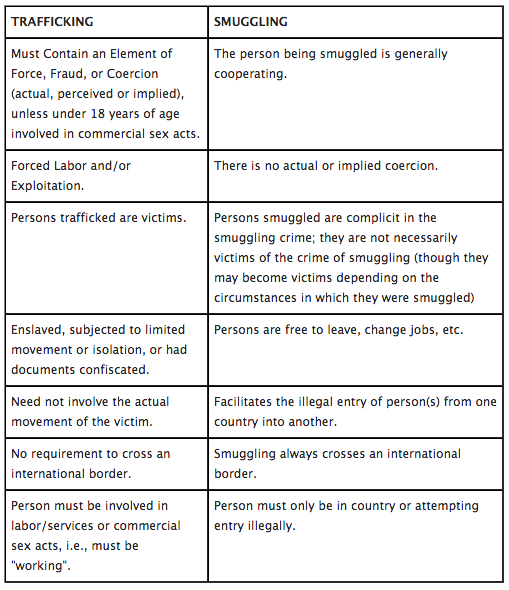 TRAFFICKING
SMUGGLING
Must Contain an Element of
Force, Fraud, or Coercion
(actual, perceived or implied),
unless under 18 years of age
involved in commercial sex acts.
The person being smuggled is generally
cooperating.
Forced Labor and/or
Exploitation.
There is no actual or implied coercion.
Persons trafficked are victims.
Persons smuggled are complicit in the
smuggling crime; they are not necessarily
victims of the crime of smuggling (though they
may become victims depending on the
circumstances in which they were smuggled)
Enslaved, subjected to limited
movement or isolation, or had
documents confiscated.
Persons are free to leave, change jobs, etc.
Need not involve the actual
movement of the victim.
Facilitates the illegal entry of person(s) from one
country into another.
No requirement to cross an
international border.
Smuggling always crosses an international
border.
Person must be involved in
labor/services or commercial
sex acts, i.e., must be
"working".
Person must only be in country or attempting
entry illegally.